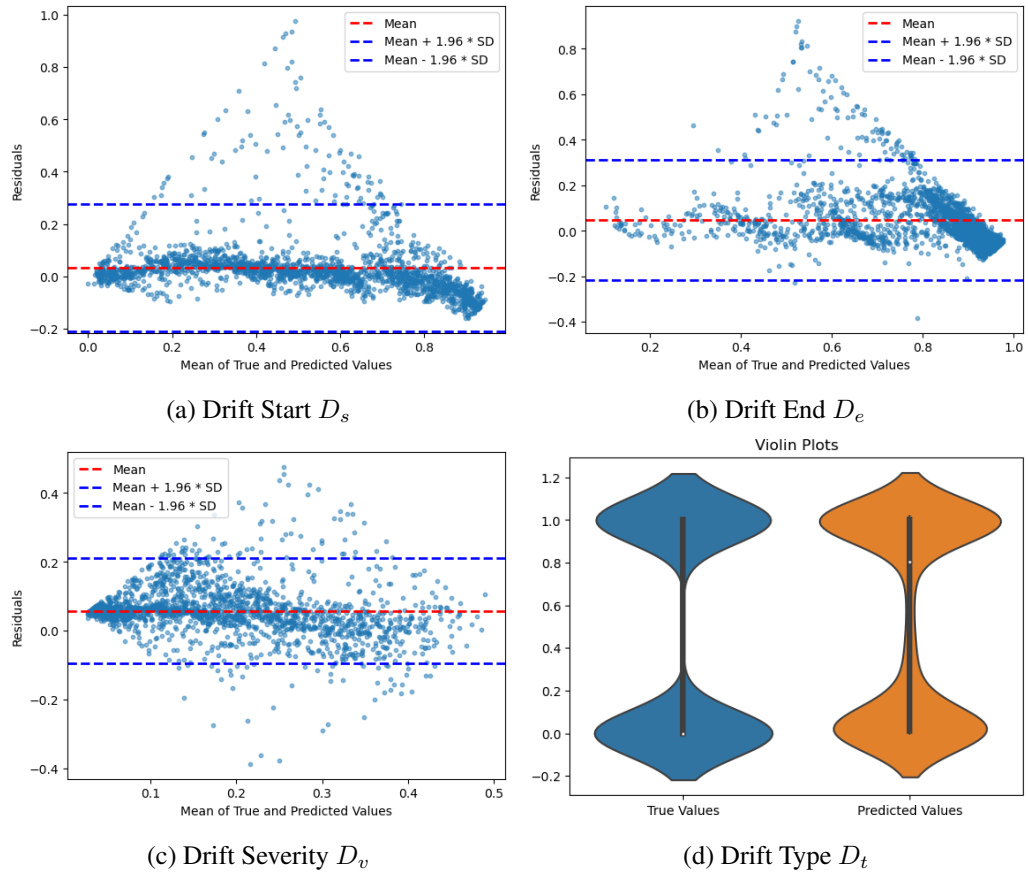 Mean
Mean + 1.96 * SD
Mean - 1.96 * SD
1.0
0.8
0.6
0.4
0.2
0.0
−0.2
Residuals
0.0 0.2 0.4 0.6 0.8
Mean of True and Predicted Values
(a) Drift Start Ds
Mean
Mean + 1.96 * SD
Mean - 1.96 * SD
0.8
0.6
0.4
0.2
0.0
−0.2
−0.4
Residuals
0.2 0.4 0.6 0.8 1.0
Mean of True and Predicted Values
(b) Drift End De
Mean
Mean + 1.96 * SD
Mean - 1.96 * SD
0.4
0.2
0.0
−0.2
−0.4
Residuals
0.1 0.2 0.3 0.4 0.5
Mean of True and Predicted Values
(c) Drift Severity Dv
Violin Plots
1.2
1.0
0.8
0.6
0.4
0.2
0.0
−0.2
True Values Predicted Values
(d) Drift Type Dt